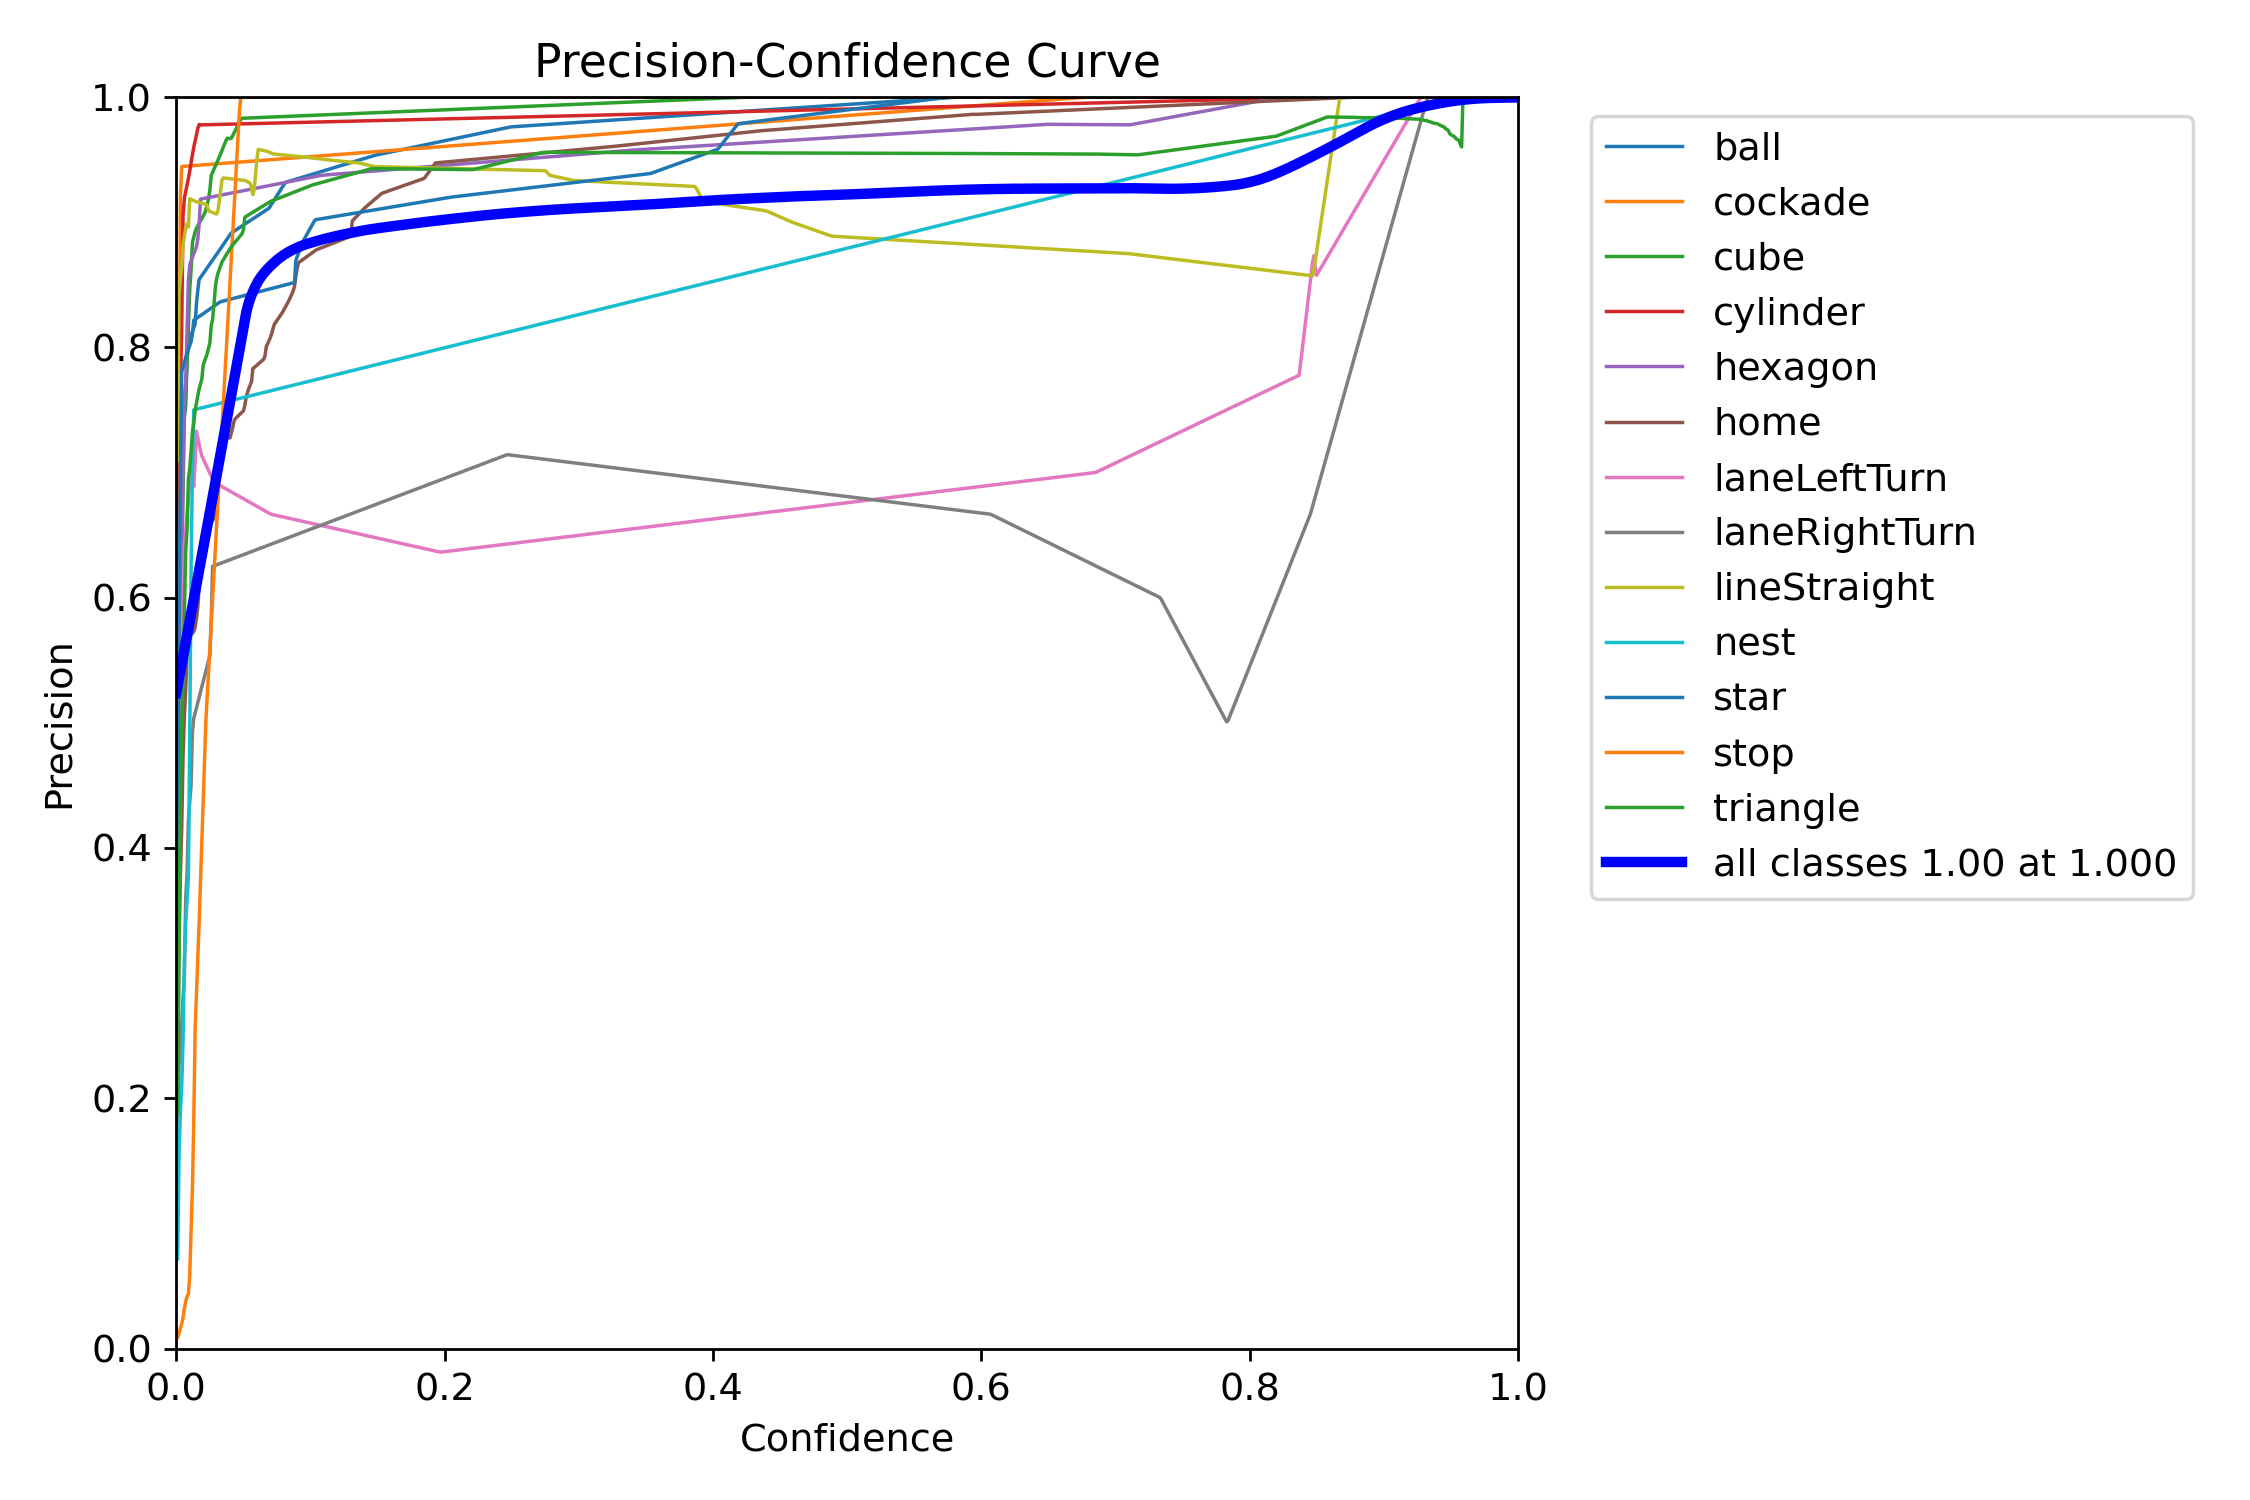 Precision-Confidence Curve
1.0
0.8
0.6
0.4
0.2
0.0
Precision
0.0 0.2 0.4 0.6 0.8 1.0
Confidence
ball
cockade
cube
cylinder
hexagon
home
laneLeftTurn
laneRightTurn
lineStraight
nest
star
stop
triangle
all classes 1.00 at 1.000